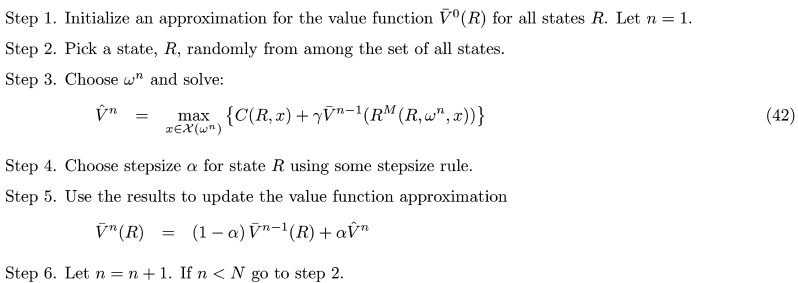 Step 1. Initialize an approximation for the value function V̄⁰(R) for all states R. Let n = 1.
Step 2. Pick a state, R, randomly from among the set of all states.
Step 3. Choose ωⁿ and solve:
V̂ⁿ = max_{x∈𝒳(ωⁿ)} {C(R, x) + γV̄ⁿ⁻¹(Rᴹ(R, ωⁿ, x))} (42)
Step 4. Choose stepsize α for state R using some stepsize rule.
Step 5. Use the results to update the value function approximation
V̄ⁿ(R) = (1 − α) V̄ⁿ⁻¹(R) + αV̂ⁿ
Step 6. Let n = n + 1. If n < N go to step 2.